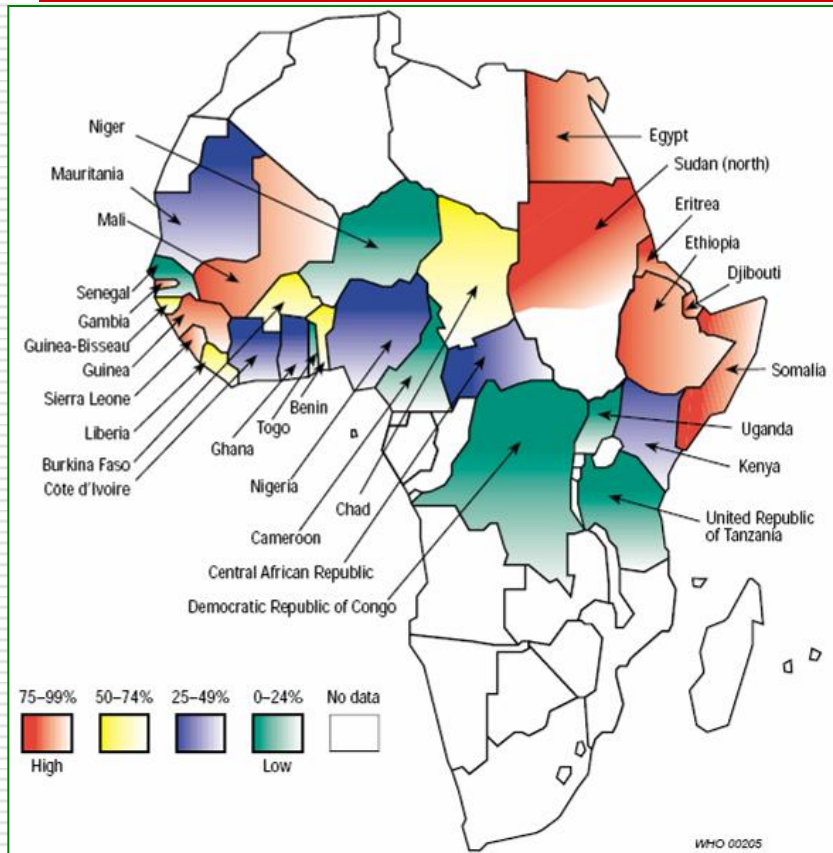 Niger
Mauritania
Mali
Senegal
Gambia
Guinea-Bisseau
Guinea
Sierra Leone
Liberia
Burkina Faso
Côte d'Ivoire
Ghana
Togo
Benin
Nigeria
Cameroon
Chad
Central African Republic
Democratic Republic of Congo
Egypt
Sudan (north)
Eritrea
Ethiopia
Djibouti
Somalia
Uganda
Kenya
United Republic
of Tanzania
75–99% 50–74% 25–49% 0–24% No data
High Low
WHO 00205